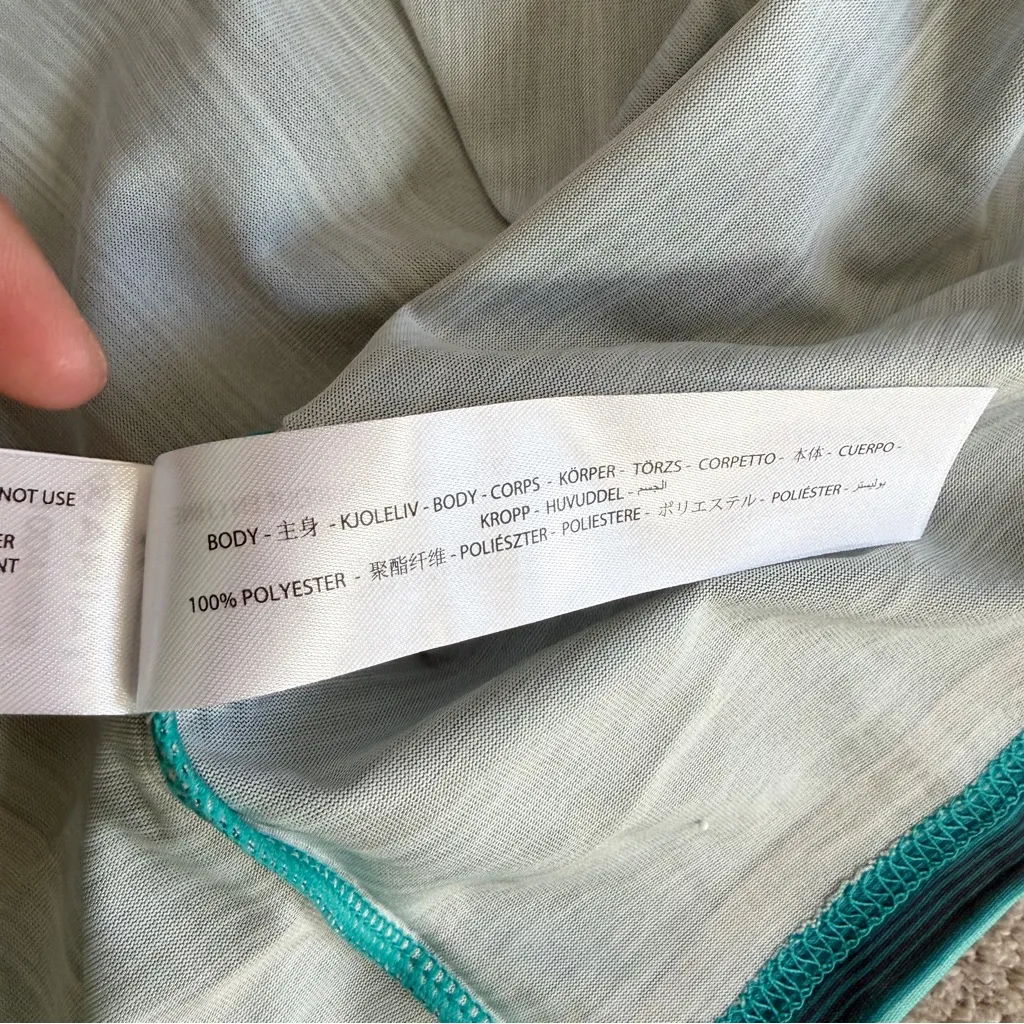 NOT USE
ER
NT
BODY - 主身 - KJOLELIV - BODY - CORPS - KÖRPER - TÖRZS - CORPETTO - 本体 - CUERPO -
KROPP - HUVUDDEL - الجسم
100% POLYESTER - 聚酯纤维 - POLIÉSZTER - POLIESTERE - ポリエステル - POLIÉSTER - بوليستر